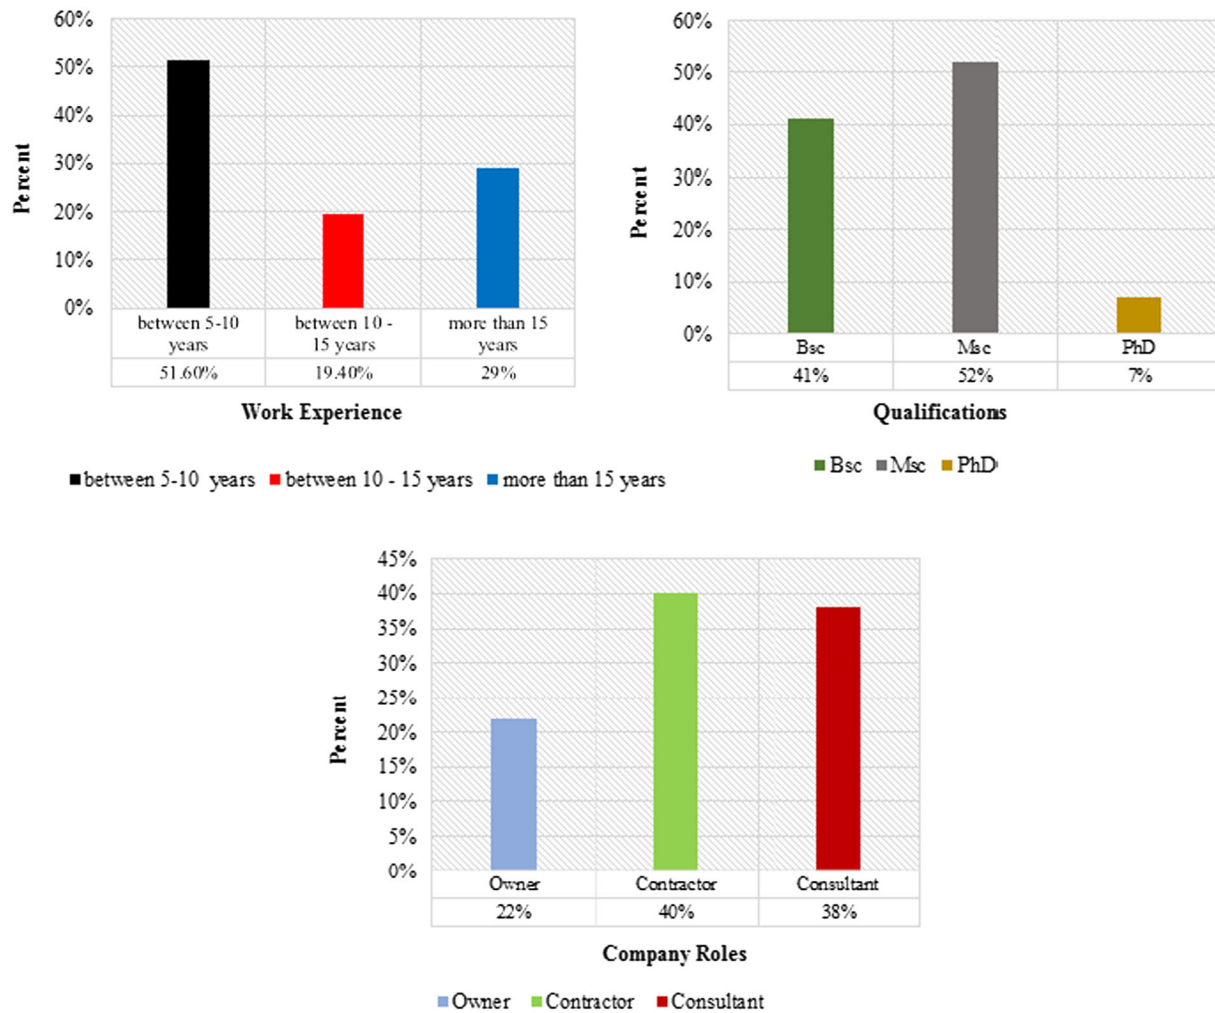 60%
50%
40%
30%
20%
10%
0%
Percent
between 5-10 years
between 10 - 15 years
more than 15 years
51.60%
19.40%
29%
Work Experience
between 5-10 years
between 10 - 15 years
more than 15 years
60%
50%
40%
30%
20%
10%
0%
Percent
Bsc
Msc
PhD
41%
52%
7%
Qualifications
Bsc
Msc
PhD
45%
40%
35%
30%
25%
20%
15%
10%
5%
0%
Percent
Owner
Contractor
Consultant
22%
40%
38%
Company Roles
Owner
Contractor
Consultant